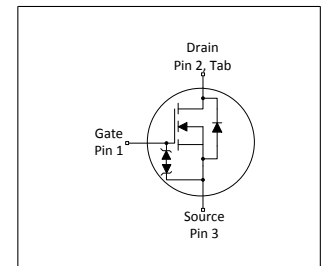 Drain
Pin 2, Tab
Gate
Pin 1
Source
Pin 3